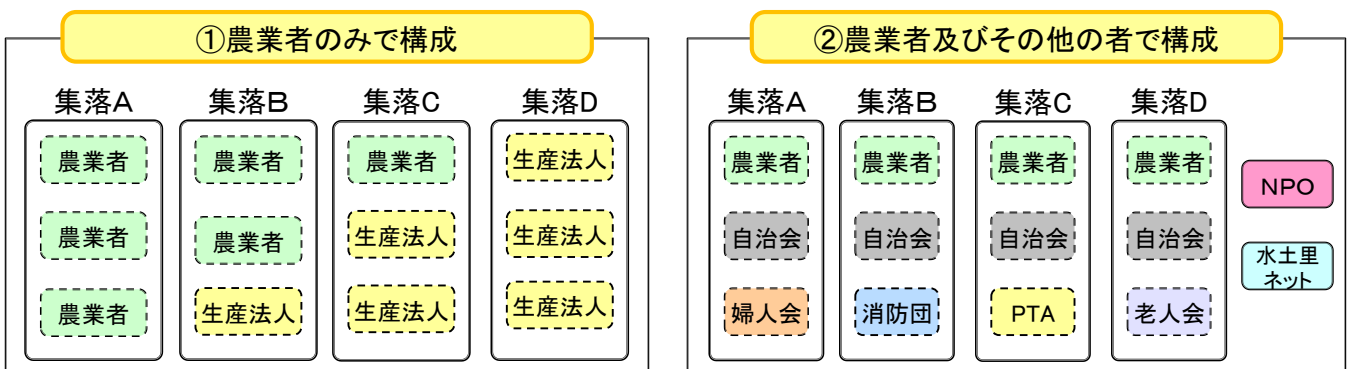 ①農業者のみで構成
集落A 集落B 集落C 集落D
農業者 農業者 農業者 生産法人
農業者 農業者 生産法人 生産法人
農業者 生産法人 生産法人 生産法人
②農業者及びその他の者で構成
集落A 集落B 集落C 集落D
農業者 農業者 農業者 農業者
自治会 自治会 自治会 自治会
婦人会 消防団 PTA 老人会
NPO
水土里
ネット